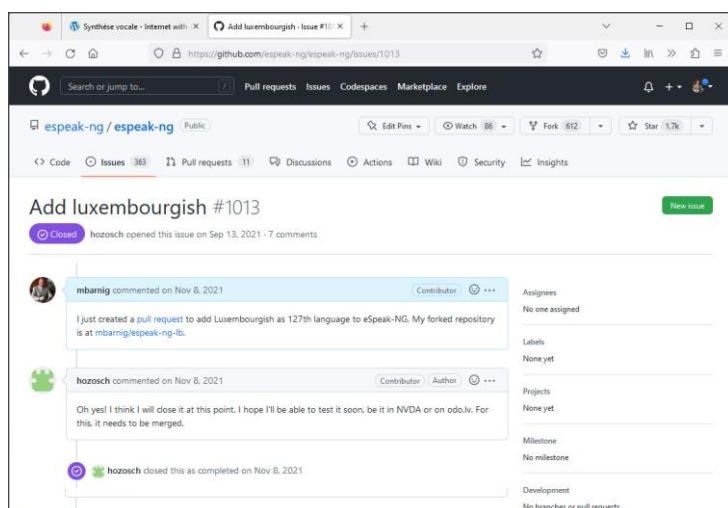 Synthèse vocale - Internet with
Add luxembourgish · Issue #101
https://github.com/espeak-ng/espeak-ng/issues/1013
Search or jump to...
/
Pull requests Issues Codespaces Marketplace Explore
espeak-ng / espeak-ng Public
Edit Pins Watch 86 Fork 612 Star 1.7k
<> Code Issues 363 Pull requests 11 Discussions Actions Wiki Security Insights
Add luxembourgish #1013
New issue
Closed hozosch opened this issue on Sep 13, 2021 · 7 comments
mbarnig commented on Nov 8, 2021 Contributor
I just created a pull request to add Luxembourgish as 127th language to eSpeak-NG. My forked repository
is at mbarnig/espeak-ng-lb.
hozosch commented on Nov 8, 2021 Contributor Author
Oh yes! I think I will close it at this point. I hope I'll be able to test it soon, be it in NVDA or on odo.lv. For
this, it needs to be merged.
hozosch closed this as completed on Nov 8, 2021
Assignees
No one assigned
Labels
None yet
Projects
None yet
Milestone
No milestone
Development
No branches or pull requests